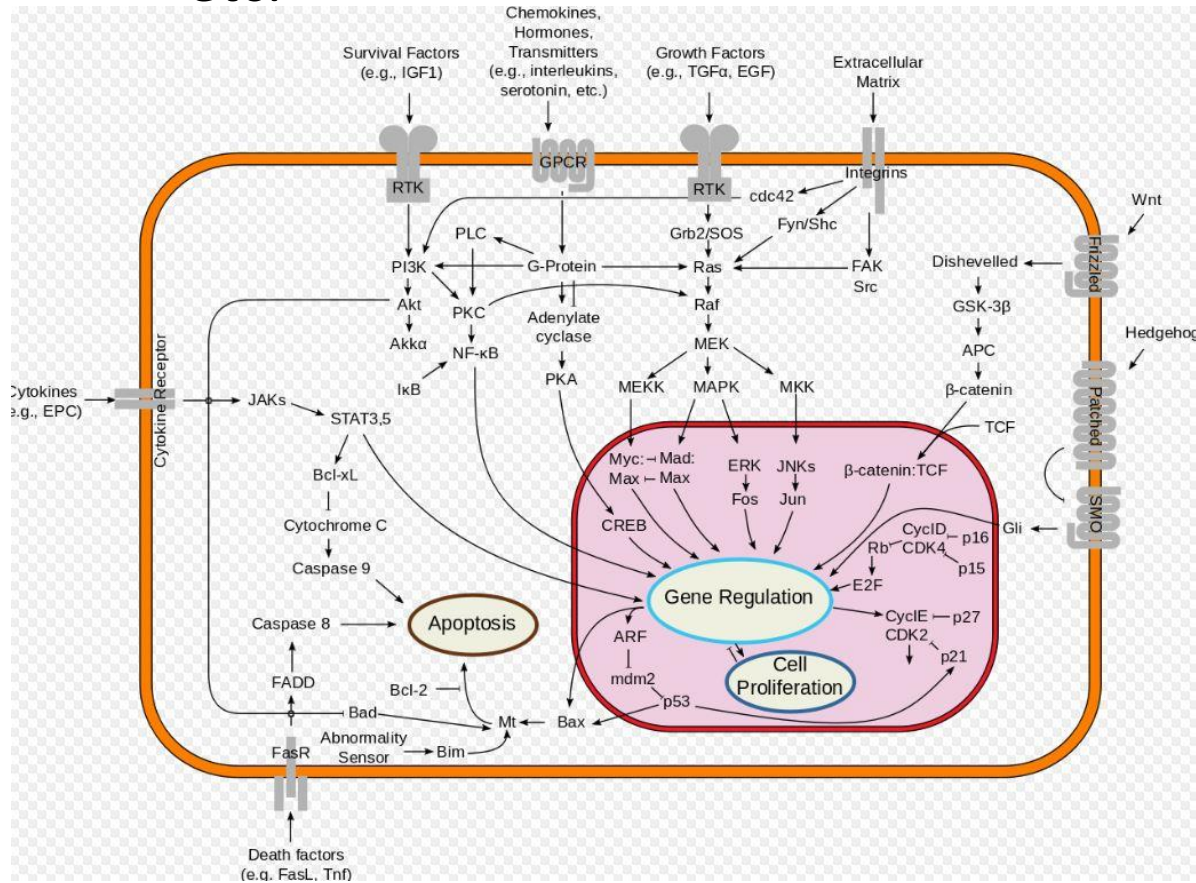 Chemokines,
Hormones,
Transmitters
(e.g., interleukins,
serotonin, etc.)
Survival Factors
(e.g., IGF1)
Growth Factors
(e.g., TGFα, EGF)
Extracellular
Matrix
GPCR
RTK
RTK
Integrins
cdc42
Wnt
Fyn/Shc
PLC
Grb2/SOS
Frizzled
PI3K
G-Protein
Ras
FAK
Src
Dishevelled
Akt
PKC
Adenylate
cyclase
Raf
GSK-3β
Hedgehog
Akkα
NF-κB
MEK
APC
IκB
PKA
MEKK
MAPK
MKK
β-catenin
Cytokines
e.g., EPC)
Cytokine Receptor
JAKs
STAT3,5
TCF
Patched
Bcl-xL
Myc:
Max
Mad:
Max
ERK
JNKs
β-catenin:TCF
Fos
Jun
Cytochrome C
CREB
Gli
SMO
CycID
CDK4
p16
p15
Rb
E2F
Caspase 9
Gene Regulation
Caspase 8
Apoptosis
CyclE
CDK2
p27
p21
ARF
mdm2
p53
Cell
Proliferation
FADD
Bcl-2
Bad
Mt
Bax
Abnormality
Sensor
Bim
FasR
Death factors
(e.g. FasL, Tnf)